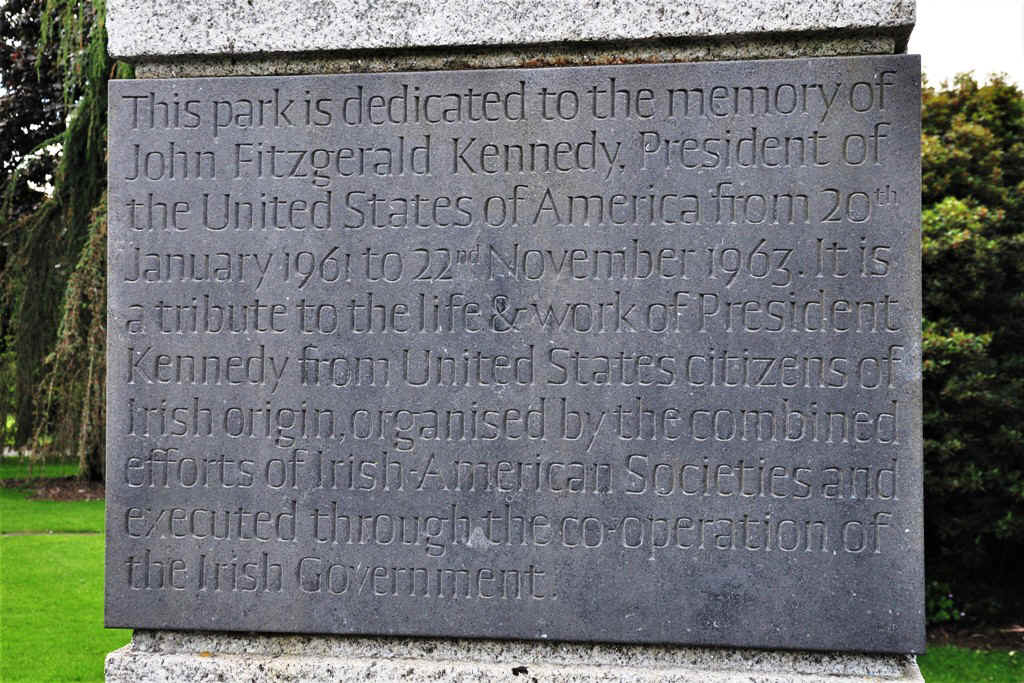 This park is dedicated to the memory of
John Fitzgerald Kennedy, President of
the United States of America from 20th
January 1961 to 22nd November 1963. It is
a tribute to the life & work of President
Kennedy from United States citizens of
Irish origin, organised by the combined
efforts of Irish-American Societies and
executed through the co-operation of
the Irish Government.